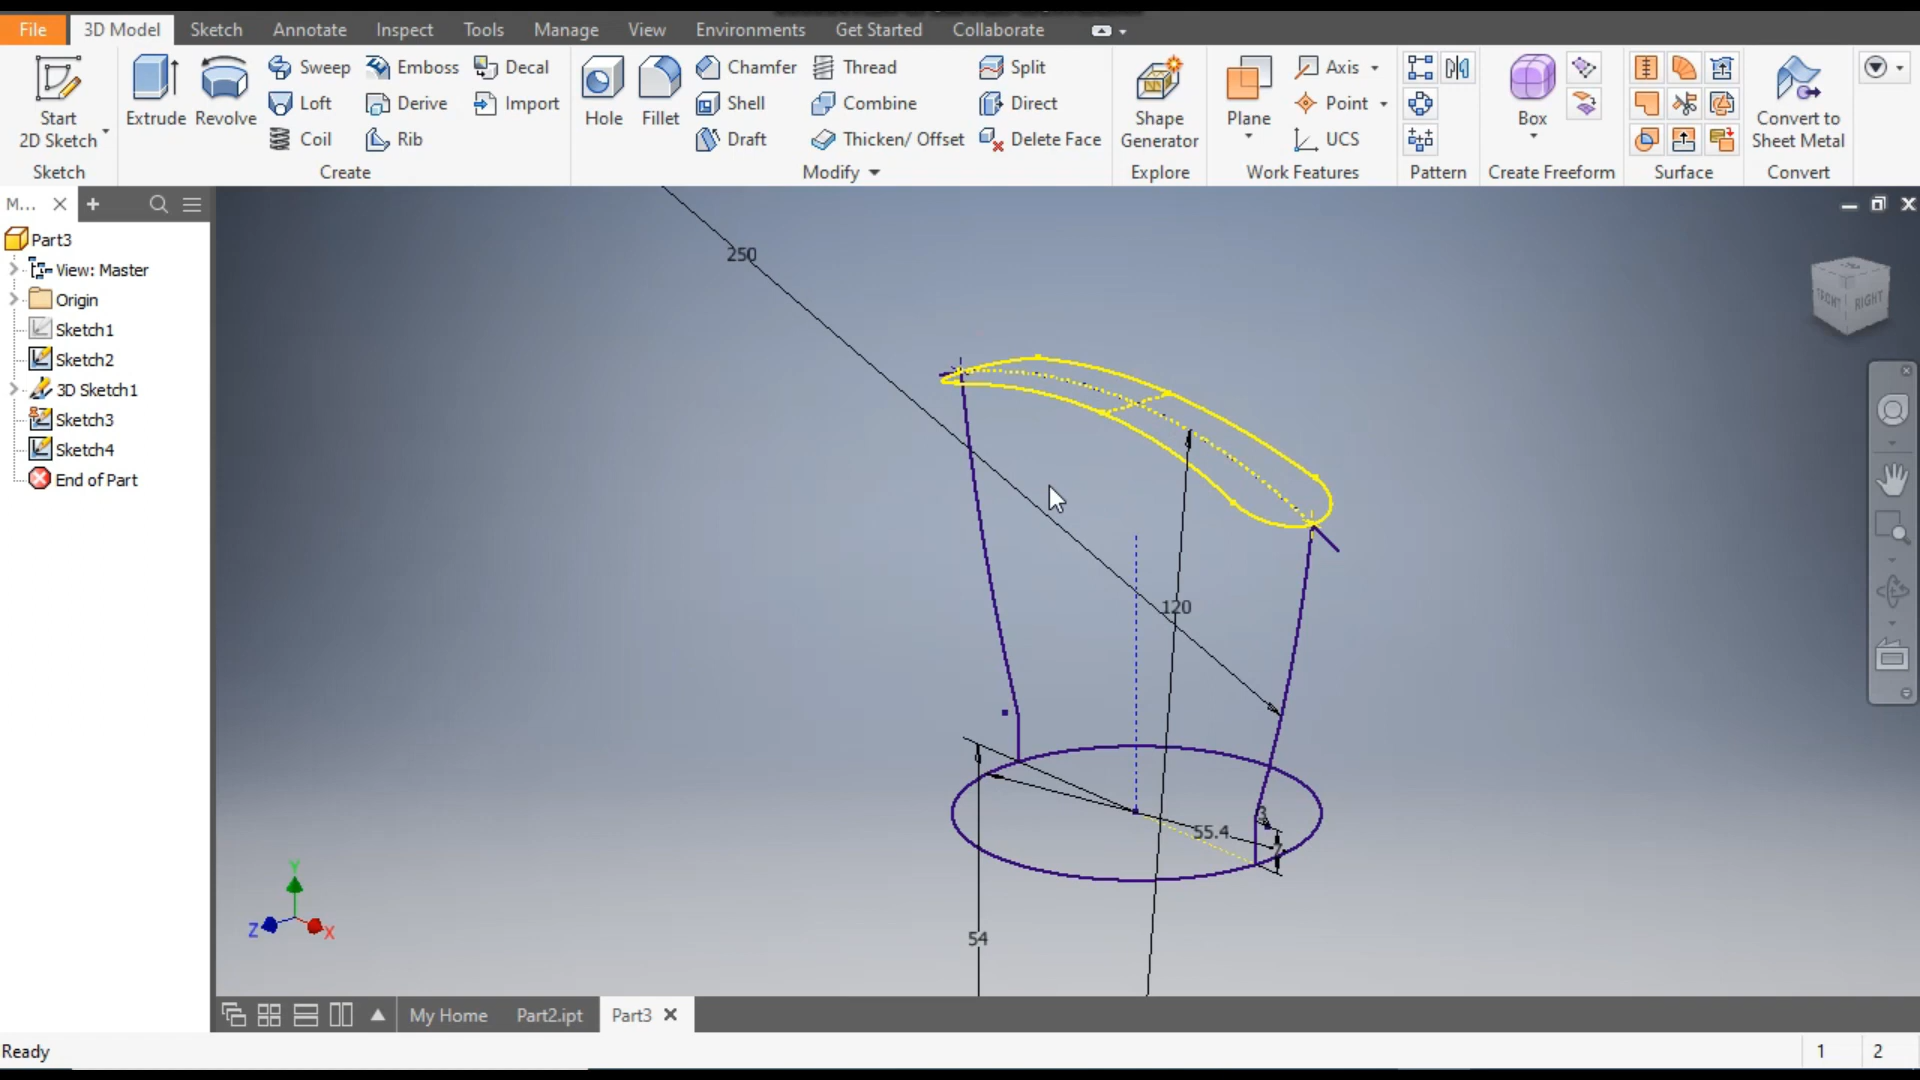 File 3D Model Sketch Annotate Inspect Tools Manage View Environments Get Started Collaborate
Start
2D Sketch
Extrude
Revolve
Sweep
Loft
Coil
Emboss
Derive
Rib
Decal
Import
Hole
Fillet
Chamfer
Shell
Draft
Thread
Combine
Thicken/ Offset
Split
Direct
Delete Face
Shape
Generator
Plane
Axis
Point
UCS
Box
Convert to
Sheet Metal
Sketch Create Modify Explore Work Features Pattern Create Freeform Surface Convert
M...
Part3
View: Master
Origin
Sketch1
Sketch2
3D Sketch1
Sketch3
Sketch4
End of Part
250
120
3
55.4
54
FRONT RIGHT
Y
Z
X
My Home Part2.ipt Part3
Ready
1 2